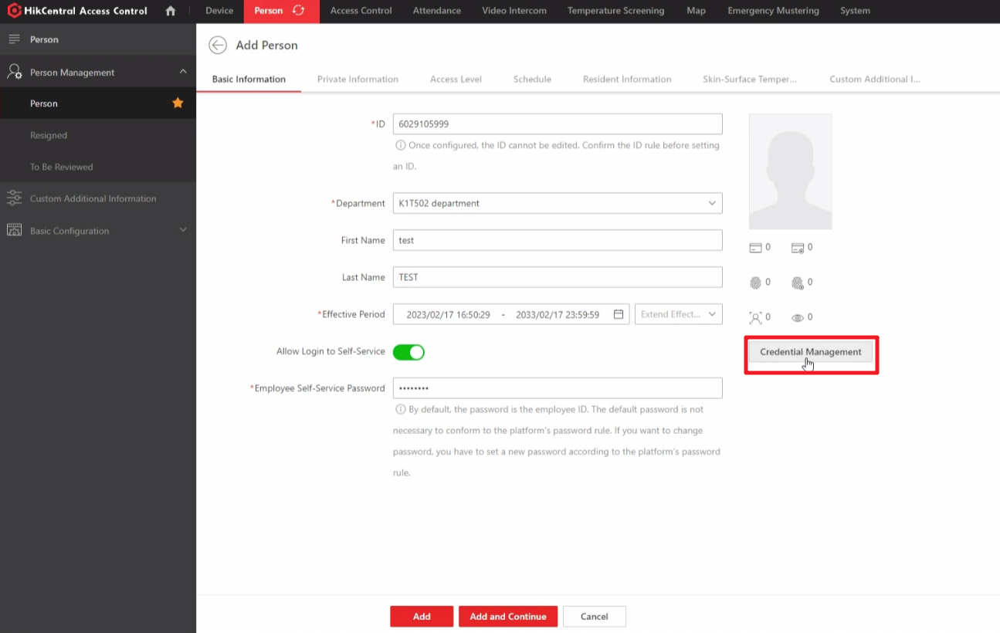 HikCentral Access Control
Device
Person
Access Control
Attendance
Video Intercom
Temperature Screening
Map
Emergency Mustering
System
Person
Person Management
Person
Resigned
To Be Reviewed
Custom Additional Information
Basic Configuration
Add Person
Basic Information
Private Information
Access Level
Schedule
Resident Information
Skin-Surface Temper...
Custom Additional I...
*ID
6029105999
Once configured, the ID cannot be edited. Confirm the ID rule before setting
an ID.
*Department
K1T502 department
First Name
test
Last Name
TEST
*Effective Period
2023/02/17 16:50:29 - 2033/02/17 23:59:59
Extend Effect...
Allow Login to Self-Service
*Employee Self-Service Password
••••••••
By default, the password is the employee ID. The default password is not
necessary to conform to the platform's password rule. If you want to change
password, you have to set a new password according to the platform's password
rule.
0
0
0
0
0
0
Credential Management
Add
Add and Continue
Cancel